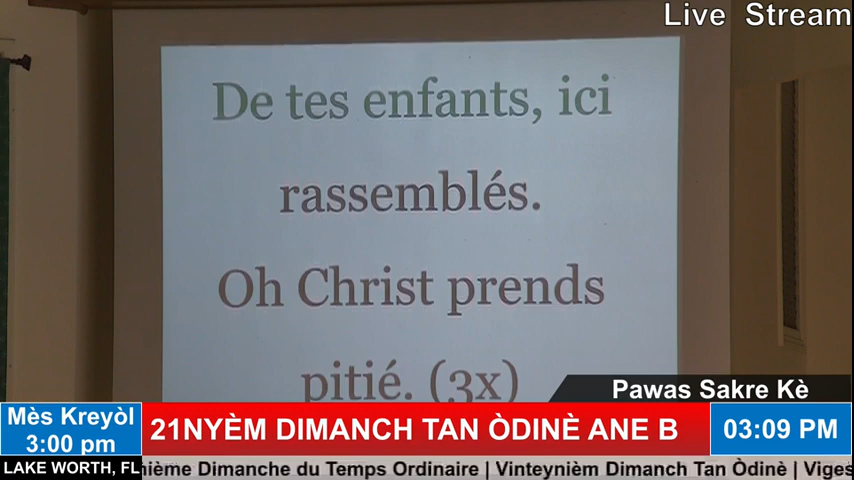 Live Stream
De tes enfants, ici
rassemblés.
Oh Christ prends
pitié. (3x)
Pawas Sakre Kè
Mès Kreyòl
3:00 pm
21NYÈM DIMANCH TAN ÒDINÈ ANE B
03:09 PM
LAKE WORTH, FL
nième Dimanche du Temps Ordinaire | Vinteynièm Dimanch Tan Òdinè | Viges